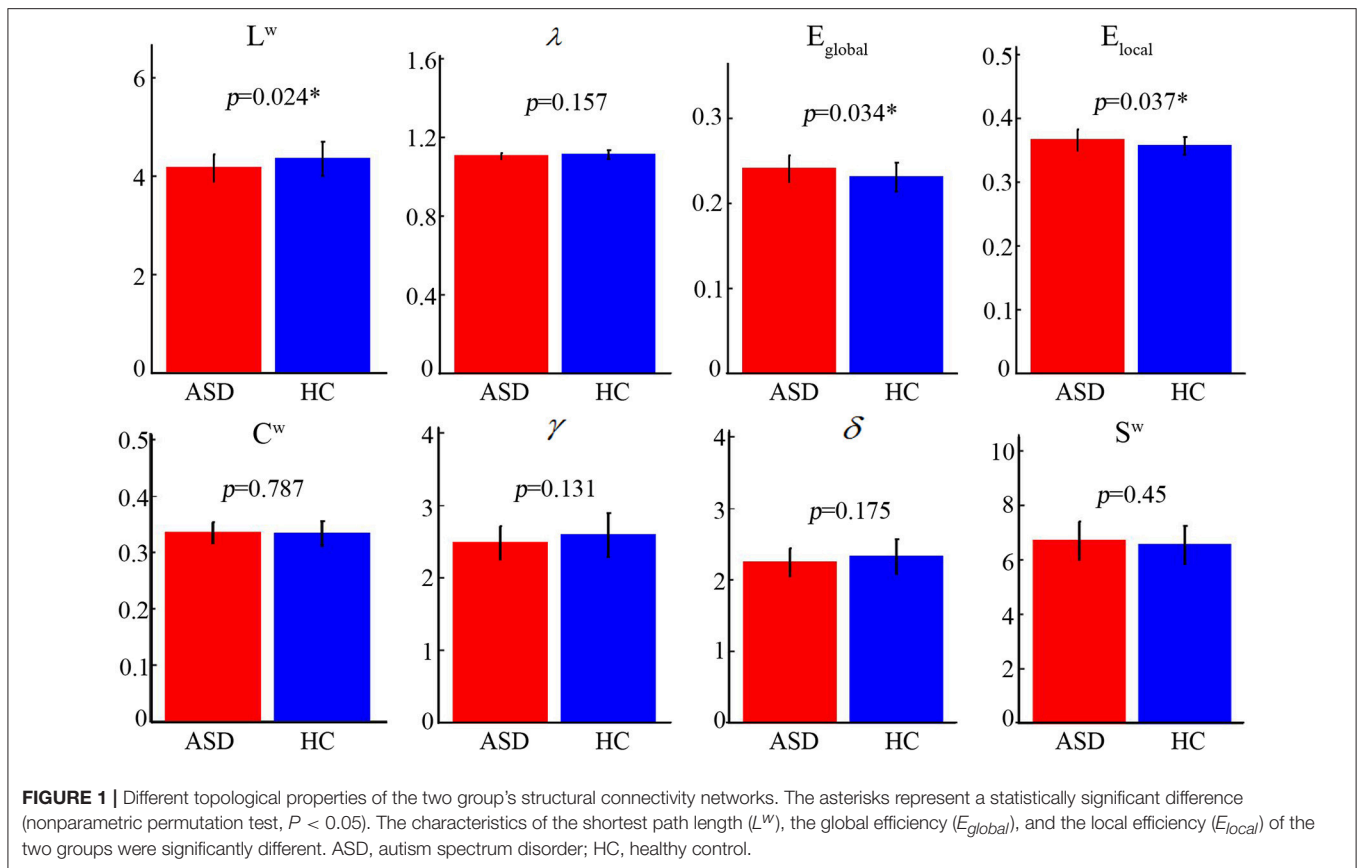 Lʷ
p=0.024*
6
4
2
0
ASD HC
λ
p=0.157
1.6
1.2
0.8
0.4
0
ASD HC
E_global
p=0.034*
0.3
0.2
0.1
0
ASD HC
E_local
p=0.037*
0.5
0.4
0.3
0.2
0.1
0
ASD HC
Cʷ
p=0.787
0.5
0.4
0.3
0.2
0.1
0
ASD HC
γ
p=0.131
4
3
2
1
0
ASD HC
δ
p=0.175
4
3
2
1
0
ASD HC
Sʷ
p=0.45
10
8
6
4
2
0
ASD HC
FIGURE 1 | Different topological properties of the two group's structural connectivity networks. The asterisks represent a statistically significant difference
(nonparametric permutation test, P < 0.05). The characteristics of the shortest path length (Lᵂ), the global efficiency (E_global), and the local efficiency (E_local) of the
two groups were significantly different. ASD, autism spectrum disorder; HC, healthy control.